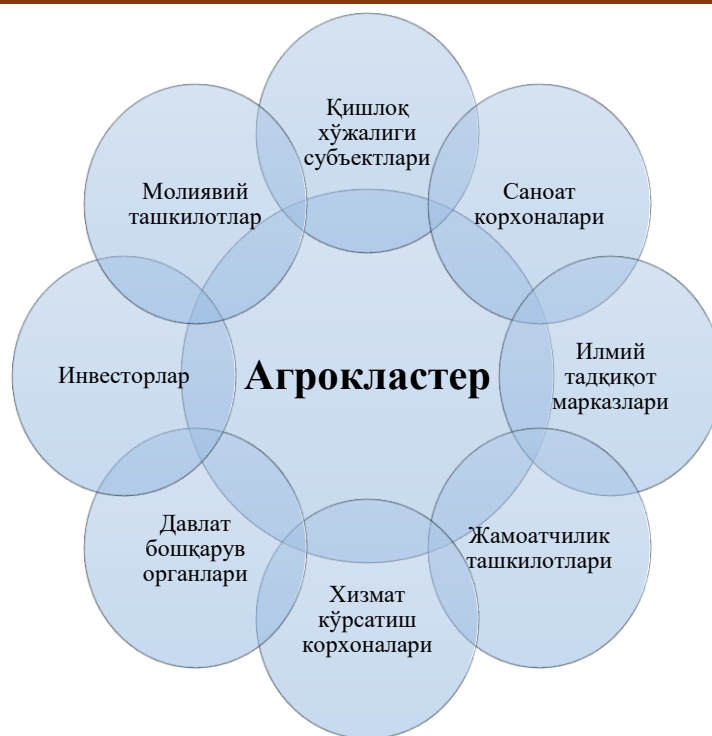 Қишлоқ
хўжалиги
субъектлари
Саноат
корхоналари
Илмий
тадқиқот
марказлари
Жамоатчилик
ташкилотлари
Хизмат
кўрсатиш
корхоналари
Давлат
бошқарув
органлари
Инвесторлар
Молиявий
ташкилотлар
Агрокластер